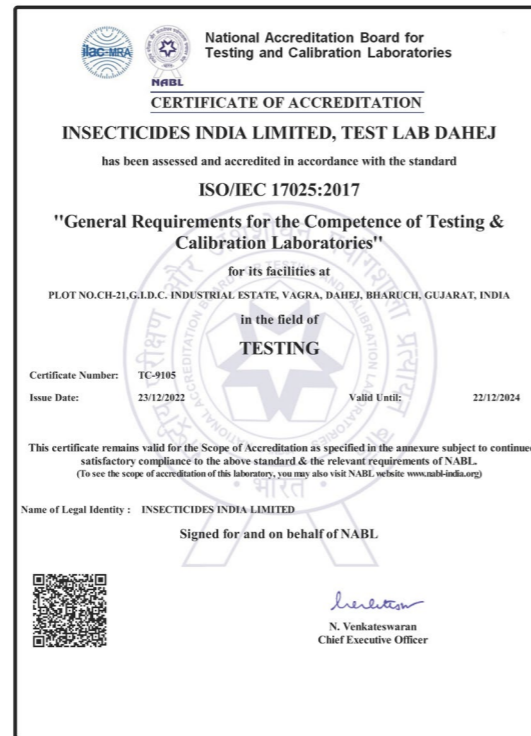 ilac-MRA
NABL
National Accreditation Board for
Testing and Calibration Laboratories
CERTIFICATE OF ACCREDITATION
INSECTICIDES INDIA LIMITED, TEST LAB DAHEJ
has been assessed and accredited in accordance with the standard
ISO/IEC 17025:2017
"General Requirements for the Competence of Testing &
Calibration Laboratories"
for its facilities at
PLOT NO.CH-21,G.I.D.C. INDUSTRIAL ESTATE, VAGRA, DAHEJ, BHARUCH, GUJARAT, INDIA
in the field of
TESTING
Certificate Number: TC-9105
Issue Date: 23/12/2022 Valid Until: 22/12/2024
This certificate remains valid for the Scope of Accreditation as specified in the annexure subject to continue
satisfactory compliance to the above standard & the relevant requirements of NABL.
(To see the scope of accreditation of this laboratory, you may also visit NABL website www.nabl-india.org)
भारत
Name of Legal Identity : INSECTICIDES INDIA LIMITED
Signed for and on behalf of NABL
N. Venkateswaran
Chief Executive Officer